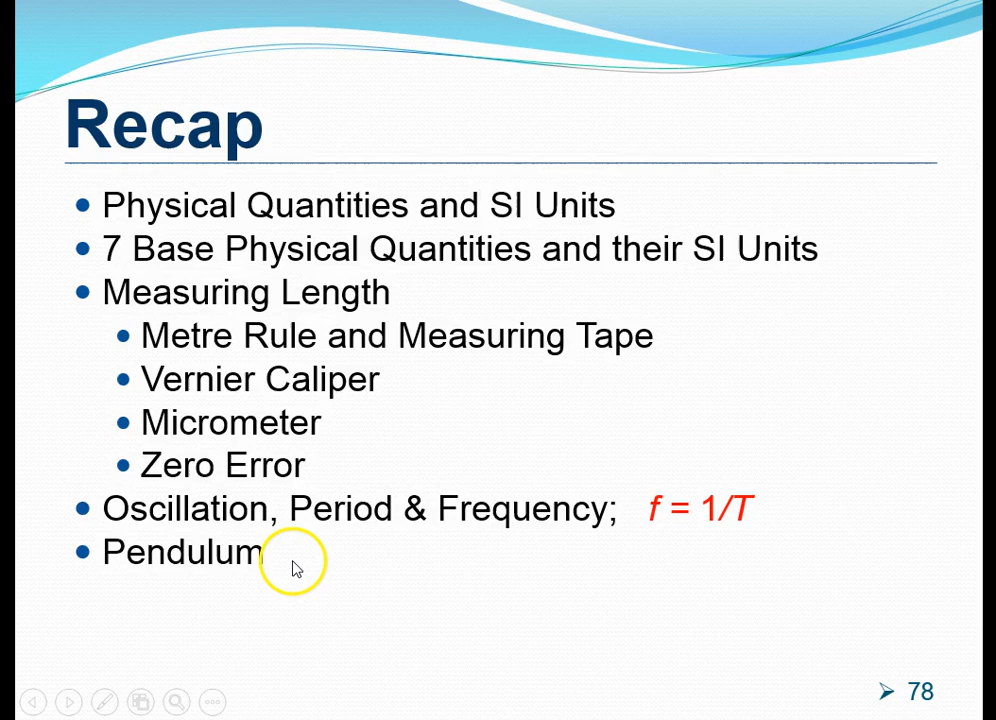 Recap
Physical Quantities and SI Units
7 Base Physical Quantities and their SI Units
Measuring Length
Metre Rule and Measuring Tape
Vernier Caliper
Micrometer
Zero Error
Oscillation, Period & Frequency; f = 1/T
Pendulum
78